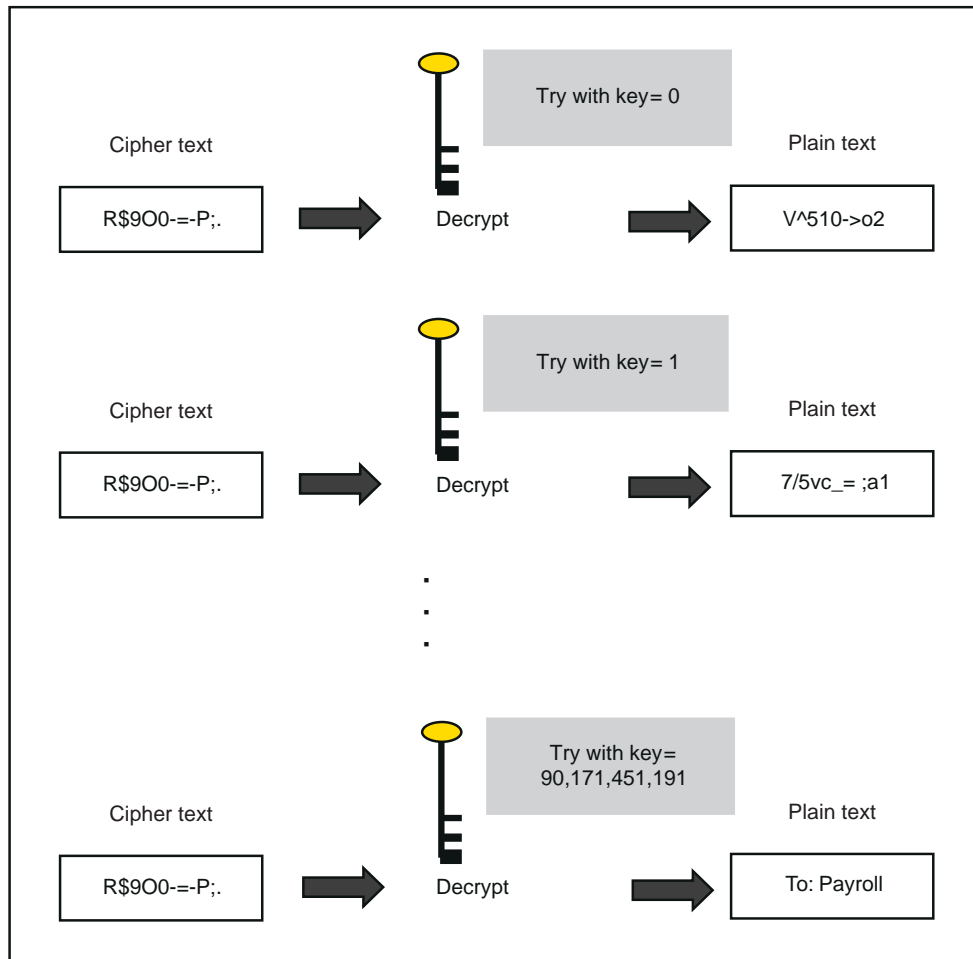 Try with key= 0
Cipher text
Plain text
R$9O0-=-P;.
Decrypt
V^510->o2
Try with key= 1
Cipher text
Plain text
R$9O0-=-P;.
Decrypt
7/5vc_= ;a1
.
.
.
Try with key=
90,171,451,191
Cipher text
Plain text
R$9O0-=-P;.
Decrypt
To: Payroll